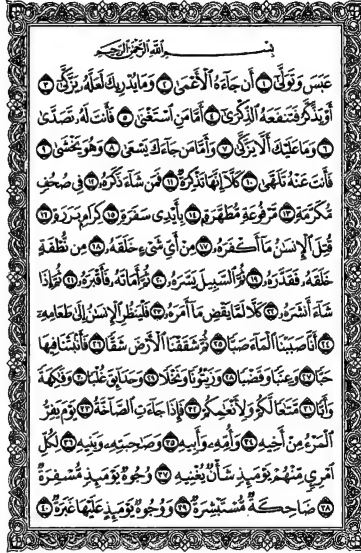 بِسْمِ اللَّهِ الرَّحْمَٰنِ الرَّحِيمِ
عَبَسَ وَتَوَلَّىٰٓ ١ أَن جَآءَهُ ٱلْأَعْمَىٰ ٢ وَمَا يُدْرِيكَ لَعَلَّهُۥ يَزَّكَّىٰٓ ٣
أَوْ يَذَّكَّرُ فَتَنفَعَهُ ٱلذِّكْرَىٰٓ ٤ أَمَّا مَنِ ٱسْتَغْنَىٰ ٥ فَأَنتَ لَهُۥ تَصَدَّىٰ
٦ وَمَا عَلَيْكَ أَلَّا يَزَّكَّىٰ ٧ وَأَمَّا مَن جَآءَكَ يَسْعَىٰ ٨ وَهُوَ يَخْشَىٰ ٩
فَأَنتَ عَنْهُ تَلَهَّىٰ ١٠ كَلَّآ إِنَّهَا تَذْكِرَةٌ ١١ فَمَن شَآءَ ذَكَرَهُۥ ١٢ فِى صُحُفٍ
مُّكَرَّمَةٍ ١٣ مَّرْفُوعَةٍ مُّطَهَّرَةٍۭ ١٤ بِأَيْدِى سَفَرَةٍ ١٥ كِرَامٍۭ بَرَرَةٍ ١٦
قُتِلَ ٱلْإِنسَٰنُ مَآ أَكْفَرَهُۥ ١٧ مِنْ أَىِّ شَىْءٍ خَلَقَهُۥ ١٨ مِن نُّطْفَةٍ
خَلَقَهُۥ فَقَدَّرَهُۥ ١٩ ثُمَّ ٱلسَّبِيلَ يَسَّرَهُۥ ٢٠ ثُمَّ أَمَاتَهُۥ فَأَقْبَرَهُۥ ٢١ ثُمَّ إِذَا
شَآءَ أَنشَرَهُۥ ٢٢ كَلَّا لَمَّا يَقْضِ مَآ أَمَرَهُۥ ٢٣ فَلْيَنظُرِ ٱلْإِنسَٰنُ إِلَىٰ طَعَامِهِۦٓ
٢٤ أَنَّا صَبَبْنَا ٱلْمَآءَ صَبًّا ٢٥ ثُمَّ شَقَقْنَا ٱلْأَرْضَ شَقًّا ٢٦ فَأَنۢبَتْنَا فِيهَا
حَبًّا ٢٧ وَعِنَبًا وَقَضْبًا ٢٨ وَزَيْتُونًا وَنَخْلًا ٢٩ وَحَدَآئِقَ غُلْبًا ٣٠ وَفَٰكِهَةً
وَأَبًّا ٣١ مَّتَٰعًا لَّكُمْ وَلِأَنْعَٰمِكُمْ ٣٢ فَإِذَا جَآءَتِ ٱلصَّآخَّةُ ٣٣ يَوْمَ يَفِرُّ
ٱلْمَرْءُ مِنْ أَخِيهِ ٣٤ وَأُمِّهِۦ وَأَبِيهِ ٣٥ وَصَٰحِبَتِهِۦ وَبَنِيهِ ٣٦ لِكُلِّ
ٱمْرِئٍ مِّنْهُمْ يَوْمَئِذٍ شَأْنٌ يُغْنِيهِ ٣٧ وُجُوهٌ يَوْمَئِذٍ مُّسْفِرَةٌ
٣٨ ضَاحِكَةٌ مُّسْتَبْشِرَةٌ ٣٩ وَوُجُوهٌ يَوْمَئِذٍ عَلَيْهَا غَبَرَةٌ ٤٠